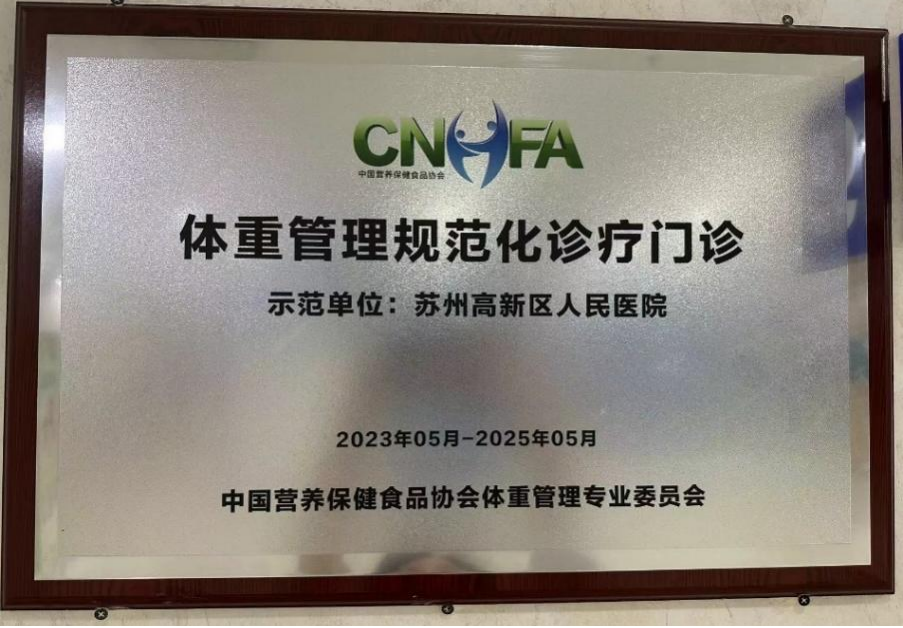 CNHFA
中国营养保健食品协会
体重管理规范化诊疗门诊
示范单位：苏州高新区人民医院
2023年05月-2025年05月
中国营养保健食品协会体重管理专业委员会